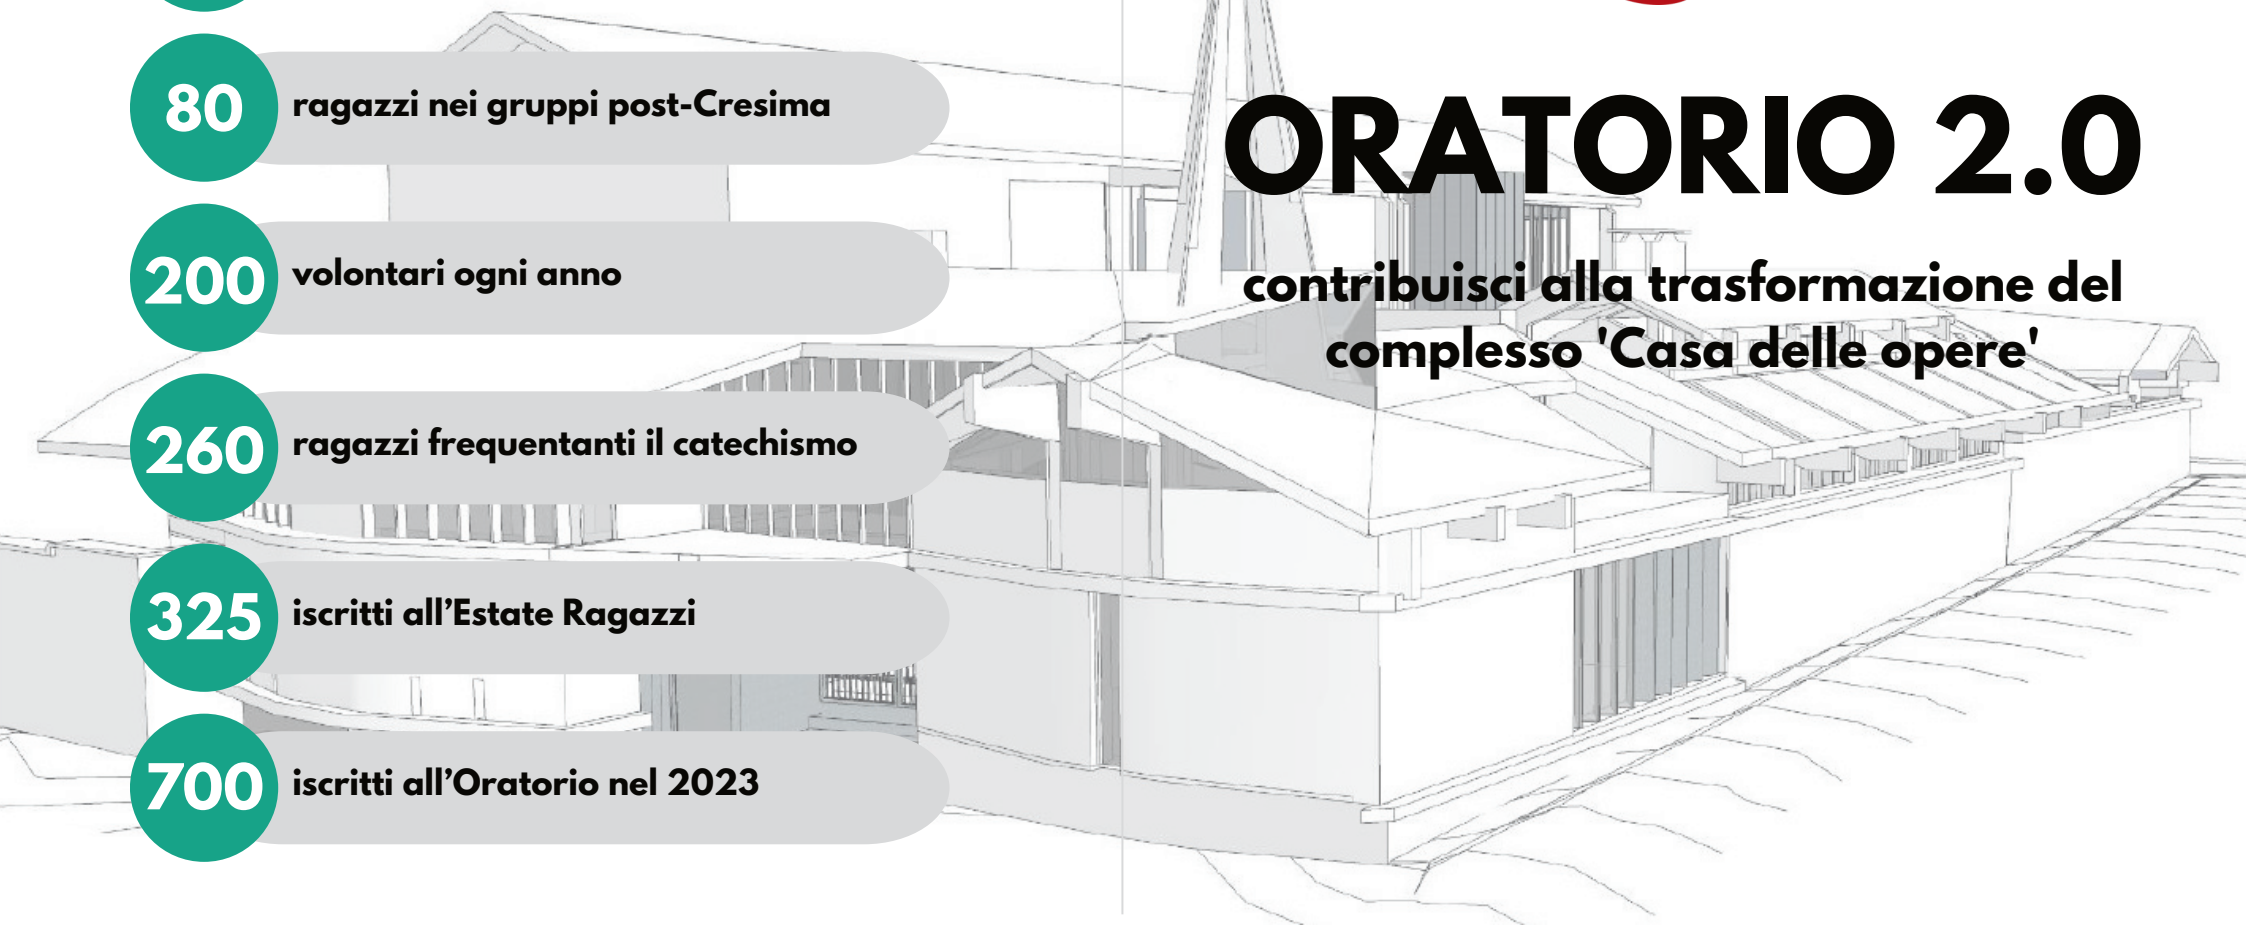 80
ragazzi nei gruppi post-Cresima
200
volontari ogni anno
260
ragazzi frequentanti il catechismo
325
iscritti all’Estate Ragazzi
700
iscritti all’Oratorio nel 2023
ORATORIO 2.0
contribuisci alla trasformazione del
complesso 'Casa delle opere'